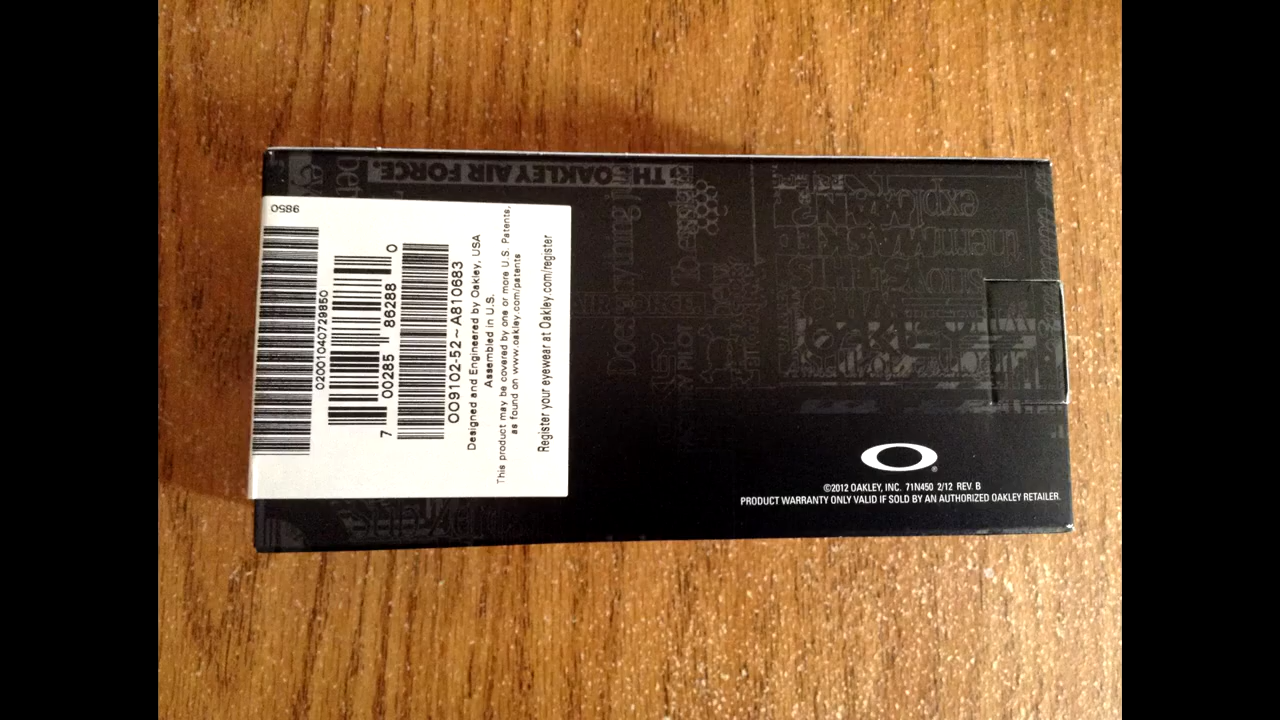 9850
02001040729850
7 00285 86288 0
OO9102-52~A810683
Designed and Engineered by Oakley, USA
Assembled in U.S.
This product may be covered by one or more U.S. Patents,
as found on www.oakley.com/patents
Register your eyewear at Oakley.com/register
THE OAKLEY AIR FORCE.
©2012 OAKLEY, INC. 71N450 2/12 REV. B
PRODUCT WARRANTY ONLY VALID IF SOLD BY AN AUTHORIZED OAKLEY RETAILER.